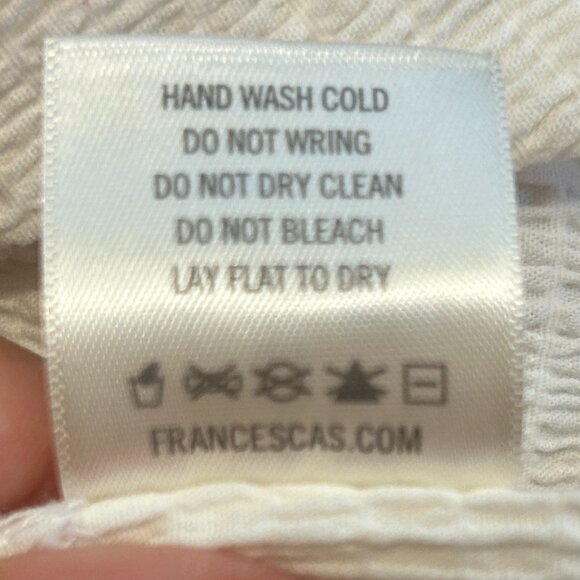 HAND WASH COLD
DO NOT WRING
DO NOT DRY CLEAN
DO NOT BLEACH
LAY FLAT TO DRY
FRANCESCAS.COM